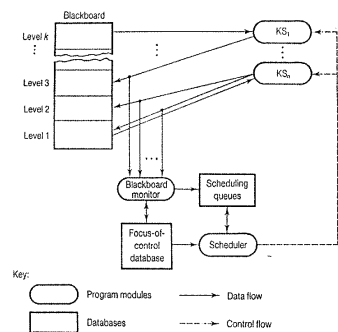 Blackboard
Level k
KS₁
Level 3
KSₙ
Level 2
Level 1
Blackboard
monitor
Scheduling
queues
Focus-of-
control
database
Scheduler
Key:
Program modules
Data flow
Databases
Control flow